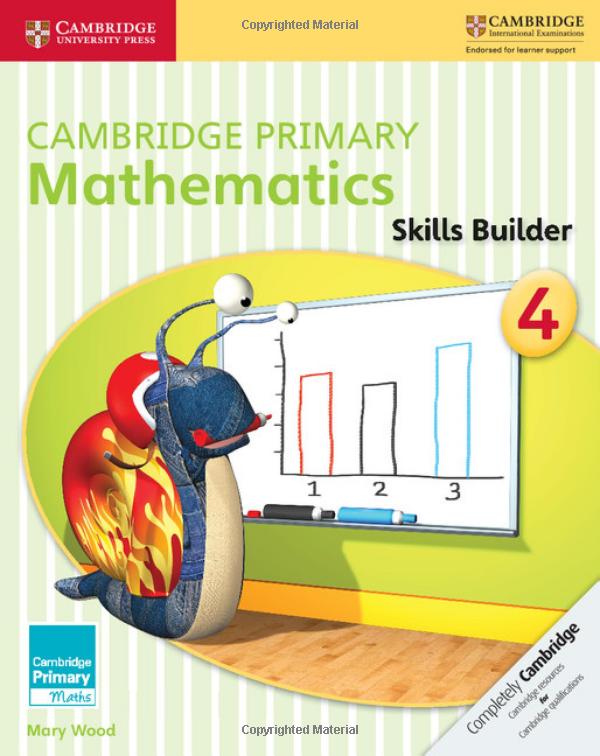 Copyrighted Material
CAMBRIDGE
UNIVERSITY PRESS
CAMBRIDGE
International Examinations
Endorsed for learner support
CAMBRIDGE PRIMARY
Mathematics
Skills Builder
4
1 2 3
Completely Cambridge
Cambridge resources
for
Cambridge qualifications
Cambridge
Primary
Maths
Mary Wood
Copyrighted Material